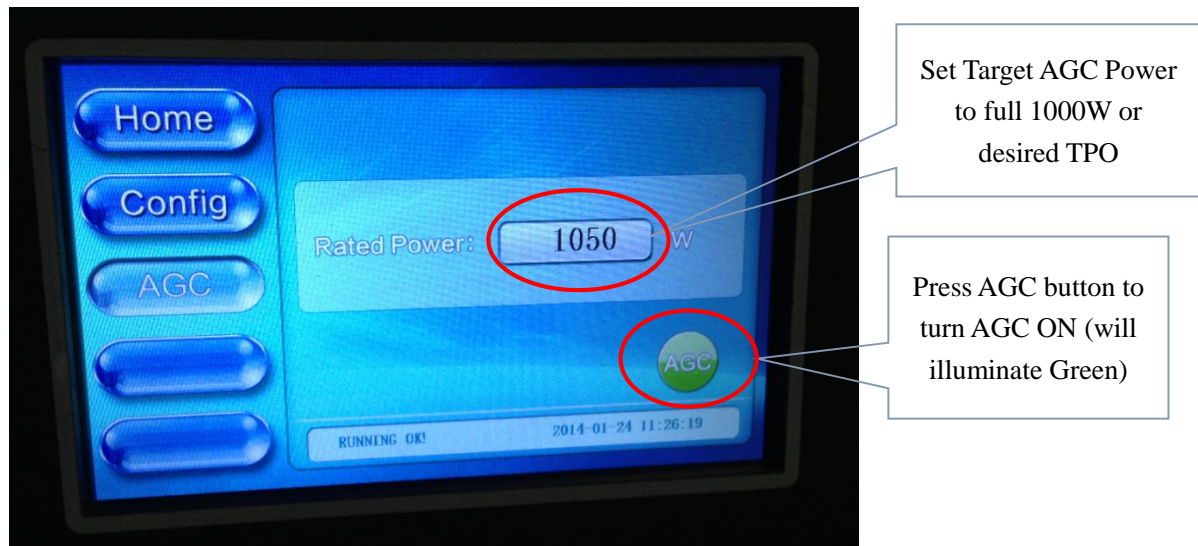 Home
Config
AGC
Rated Power: 1050 W
AGC
RUNNING OK! 2014-01-24 11:26:19
Set Target AGC Power
to full 1000W or
desired TPO
Press AGC button to
turn AGC ON (will
illuminate Green)